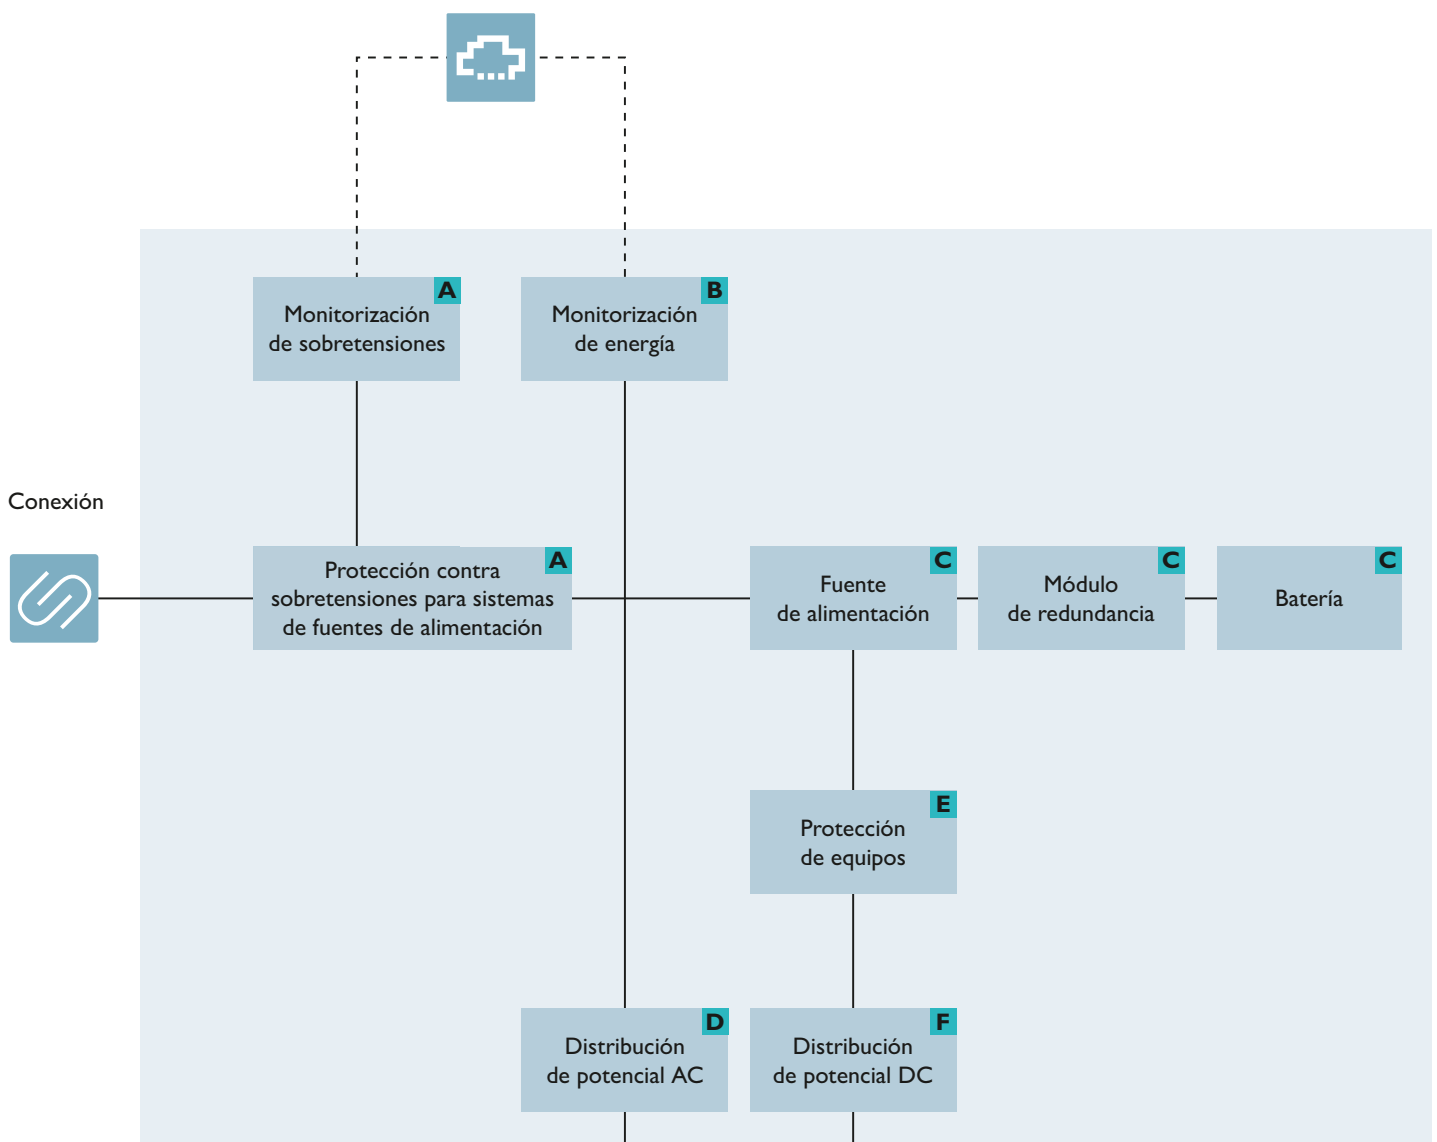 A
Monitorización
de sobretensiones
B
Monitorización
de energía
Conexión
A
Protección contra
sobretensiones para sistemas
de fuentes de alimentación
C
Fuente
de alimentación
C
Módulo
de redundancia
C
Batería
E
Protección
de equipos
D
Distribución
de potencial AC
F
Distribución
de potencial DC